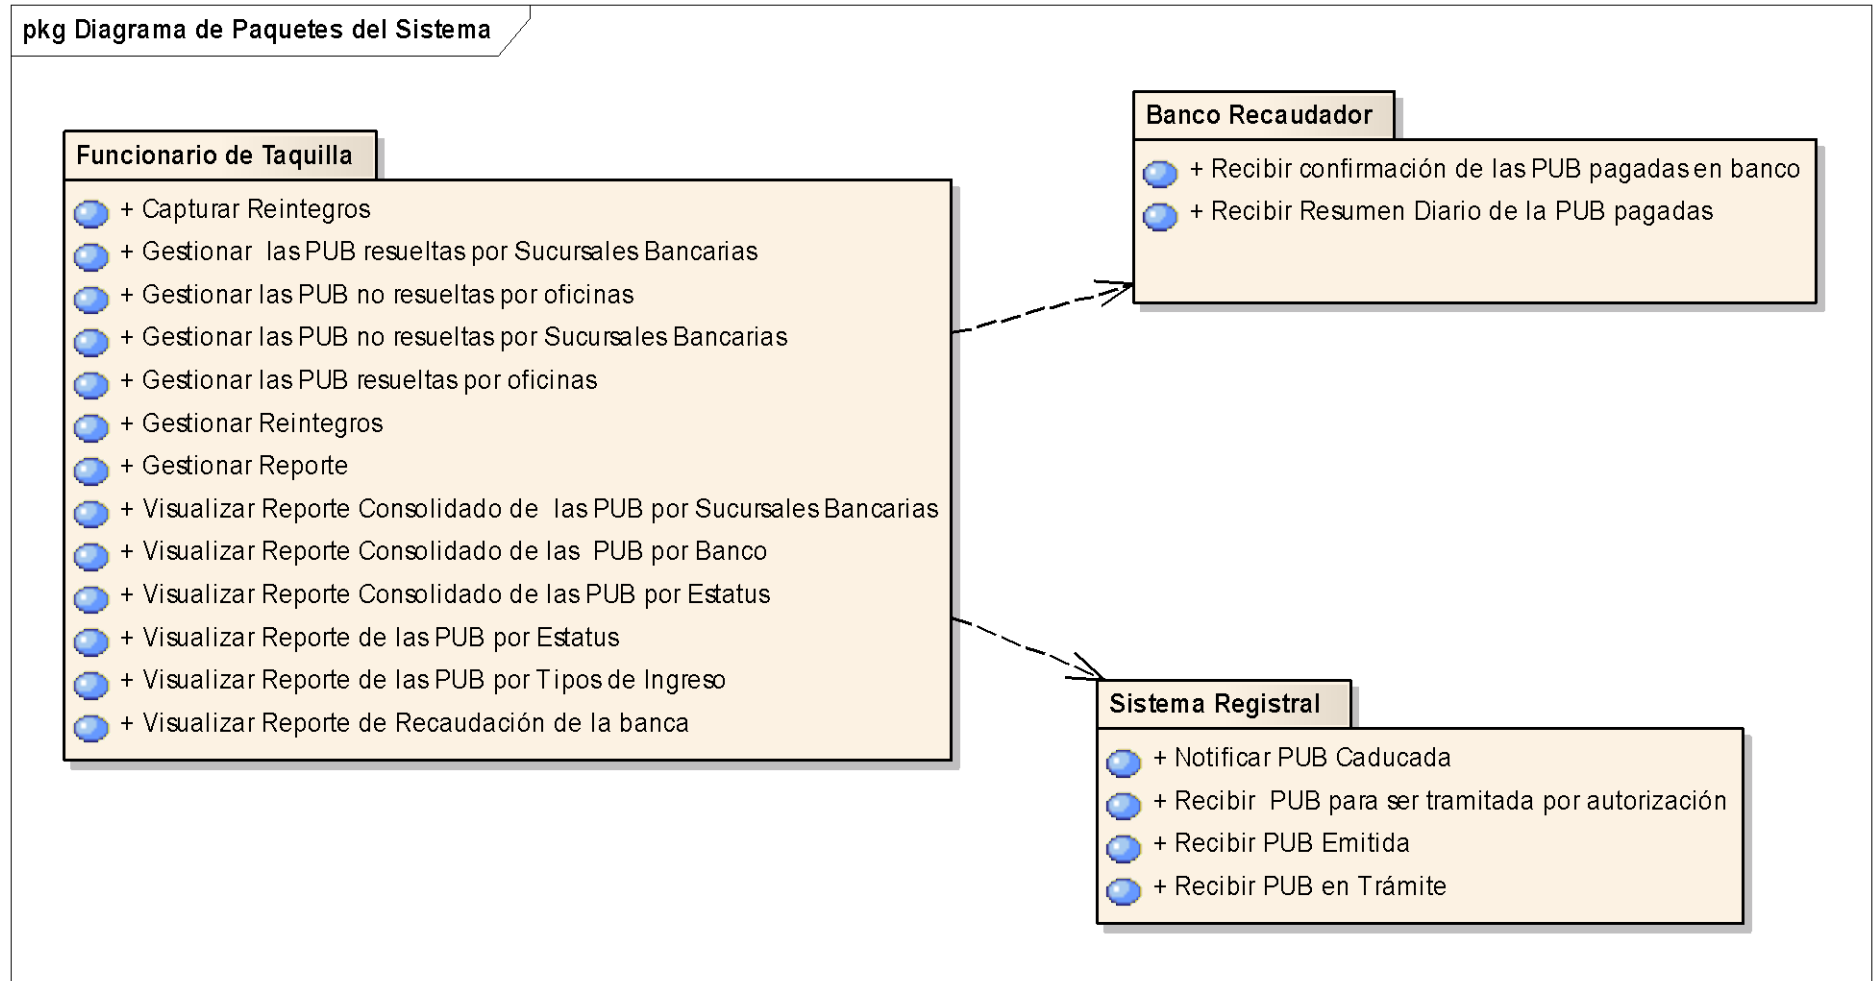 pkg Diagrama de Paquetes del Sistema
Funcionario de Taquilla
+ Capturar Reintegros
+ Gestionar las PUB resueltas por Sucursales Bancarias
+ Gestionar las PUB no resueltas por oficinas
+ Gestionar las PUB no resueltas por Sucursales Bancarias
+ Gestionar las PUB resueltas por oficinas
+ Gestionar Reintegros
+ Gestionar Reporte
+ Visualizar Reporte Consolidado de las PUB por Sucursales Bancarias
+ Visualizar Reporte Consolidado de las PUB por Banco
+ Visualizar Reporte Consolidado de las PUB por Estatus
+ Visualizar Reporte de las PUB por Estatus
+ Visualizar Reporte de las PUB por Tipos de Ingreso
+ Visualizar Reporte de Recaudación de la banca
Banco Recaudador
+ Recibir confirmación de las PUB pagadas en banco
+ Recibir Resumen Diario de la PUB pagadas
Sistema Registral
+ Notificar PUB Caducada
+ Recibir PUB para ser tramitada por autorización
+ Recibir PUB Emitida
+ Recibir PUB en Trámite